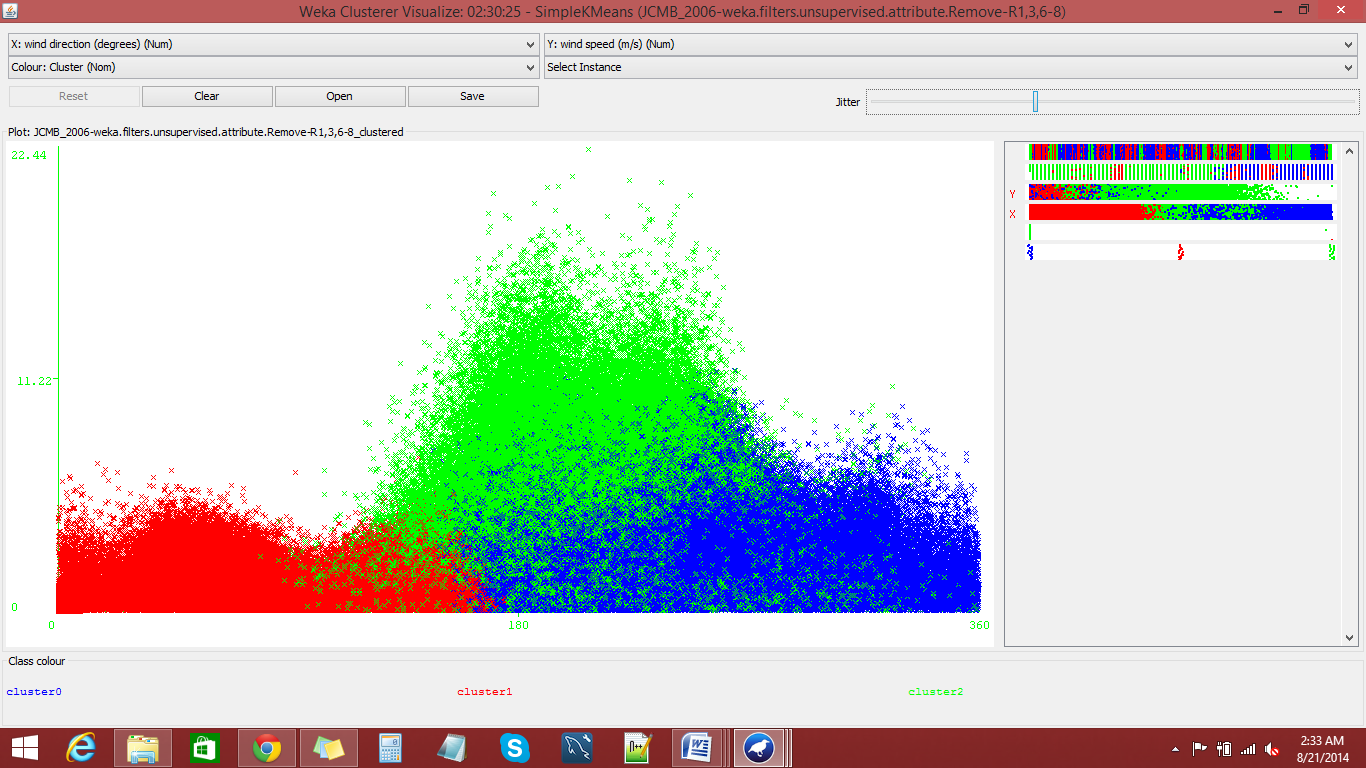 Weka Clusterer Visualize: 02:30:25 - SimpleKMeans (JCMB_2006-weka.filters.unsupervised.attribute.Remove-R1,3,6-8)
X: wind direction (degrees) (Num)
Y: wind speed (m/s) (Num)
Colour: Cluster (Nom)
Select Instance
Reset
Clear
Open
Save
Jitter
Plot: JCMB_2006-weka.filters.unsupervised.attribute.Remove-R1,3,6-8_clustered
22.44
11.22
0
0
180
360
Y
X
Class colour
cluster0
cluster1
cluster2
2:33 AM
8/21/2014